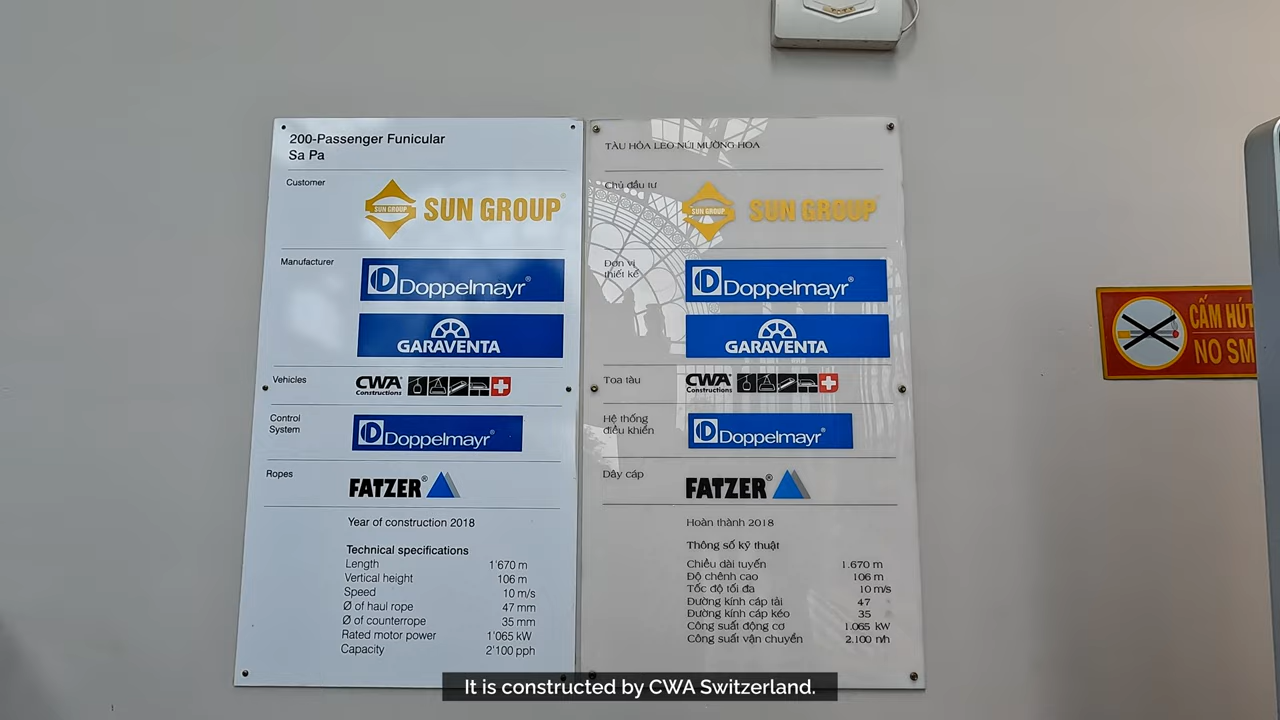 200-Passenger Funicular
Sa Pa
Customer
SUN GROUP
SUN GROUP®
Manufacturer
Doppelmayr®
GARAVENTA
Vehicles
CWA
Constructions
Control
System
Doppelmayr®
Ropes
FATZER®
Year of construction 2018
Technical specifications
Length 1'670 m
Vertical height 106 m
Speed 10 m/s
Ø of haul rope 47 mm
Ø of counterrope 35 mm
Rated motor power 1'065 kW
Capacity 2'100 pph
TÀU HỎA LEO NÚI MƯỜNG HOA
Chủ đầu tư
SUN GROUP
SUN GROUP
Đơn vị
thiết kế
Doppelmayr®
GARAVENTA
Toa tàu
CWA
Constructions
Hệ thống
điều khiển
Doppelmayr®
Dây cáp
FATZER®
Hoàn thành 2018
Thông số kỹ thuật
Chiều dài tuyến 1.670 m
Độ chênh cao 106 m
Tốc độ tối đa 10 m/s
Đường kính cáp tải 47
Đường kính cáp kéo 35
Công suất động cơ 1.065 kW
Công suất vận chuyển 2.100 n/h
CẤM HÚT
NO SM
It is constructed by CWA Switzerland.